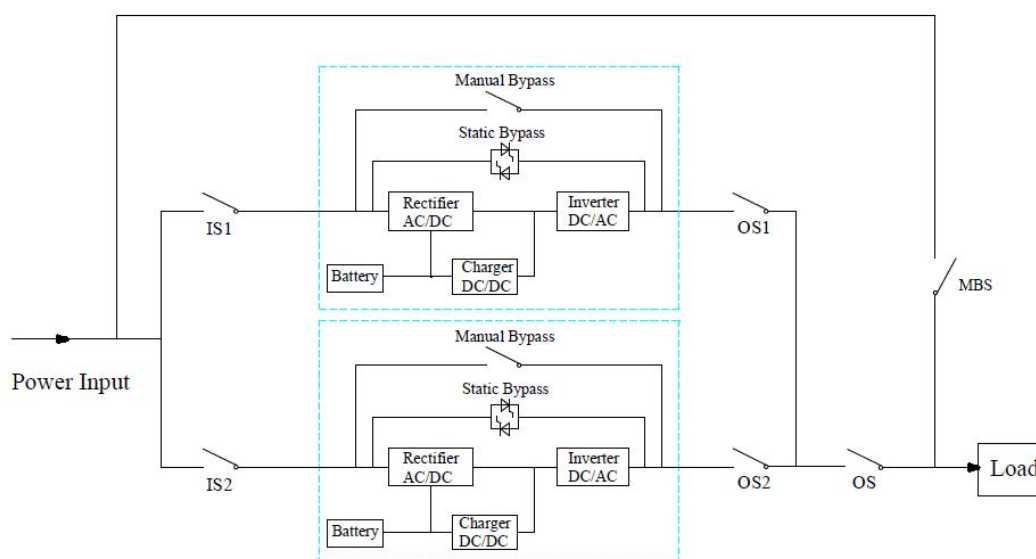 Manual Bypass
Static Bypass
Rectifier
AC/DC
Inverter
DC/AC
IS1
OS1
Battery
Charger
DC/DC
MBS
Power Input
Manual Bypass
Static Bypass
Rectifier
AC/DC
Inverter
DC/AC
Load
IS2
OS2
OS
Battery
Charger
DC/DC